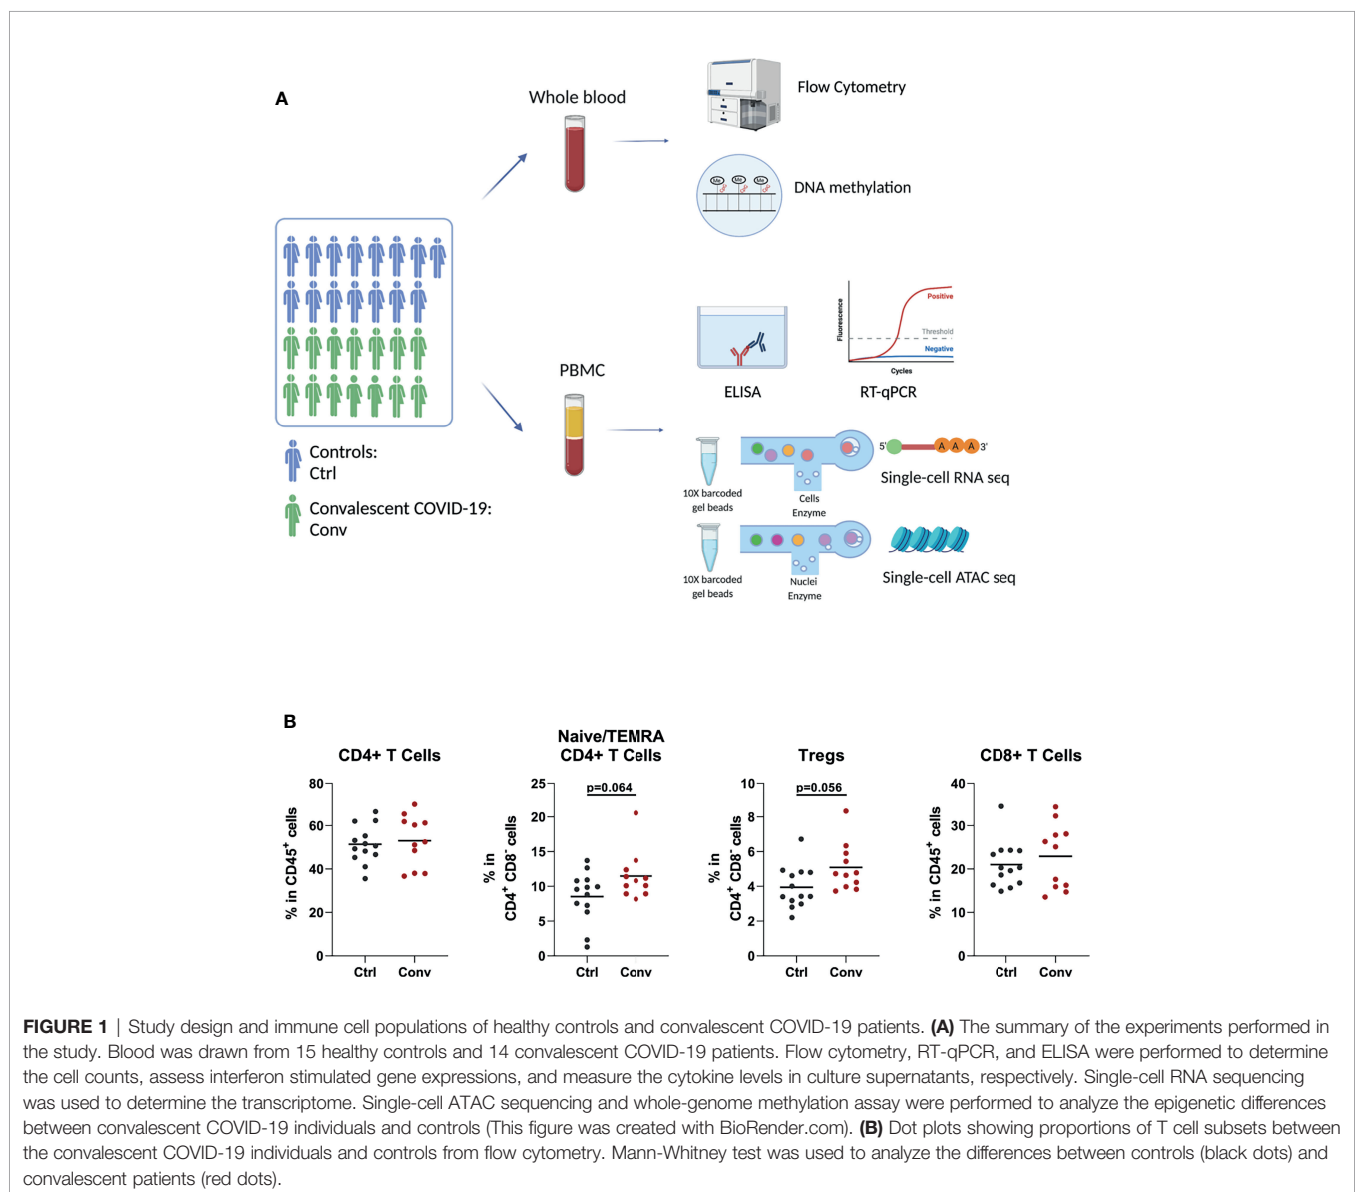 A
Whole blood
Flow Cytometry
Me Me Me
CpG CpG CpG
DNA methylation
Controls:
Ctrl
Convalescent COVID-19:
Conv
PBMC
ELISA
Fluorescence
Positive
Threshold
Negative
Cycles
RT-qPCR
10X barcoded
gel beads
Cells
Enzyme
5' A A A 3'
Single-cell RNA seq
10X barcoded
gel beads
Nuclei
Enzyme
Single-cell ATAC seq
B
CD4+ T Cells
% in CD45+ cells
80
60
40
20
0
Ctrl Conv
Naive/TEMRA
CD4+ T Cells
% in
CD4+ CD8- cells
25
20
15
10
5
0
p=0.064
Ctrl Conv
Tregs
% in
CD4+ CD8- cells
10
8
6
4
2
0
p=0.056
Ctrl Conv
CD8+ T Cells
% in CD45+ cells
40
30
20
10
0
Ctrl Conv
FIGURE 1 | Study design and immune cell populations of healthy controls and convalescent COVID-19 patients. (A) The summary of the experiments performed in
the study. Blood was drawn from 15 healthy controls and 14 convalescent COVID-19 patients. Flow cytometry, RT-qPCR, and ELISA were performed to determine
the cell counts, assess interferon stimulated gene expressions, and measure the cytokine levels in culture supernatants, respectively. Single-cell RNA sequencing
was used to determine the transcriptome. Single-cell ATAC sequencing and whole-genome methylation assay were performed to analyze the epigenetic differences
between convalescent COVID-19 individuals and controls (This figure was created with BioRender.com). (B) Dot plots showing proportions of T cell subsets between
the convalescent COVID-19 individuals and controls from flow cytometry. Mann-Whitney test was used to analyze the differences between controls (black dots) and
convalescent patients (red dots).